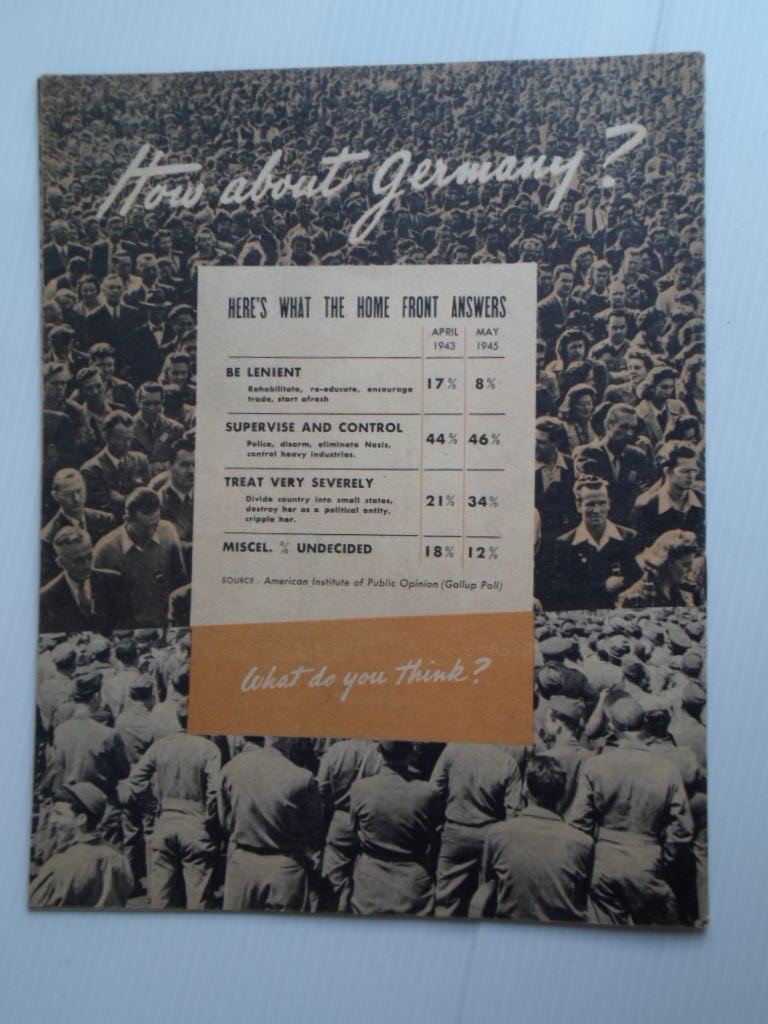 How about Germany?
HERE'S WHAT THE HOME FRONT ANSWERS
APRIL 1943
MAY 1945
BE LENIENT 17% 8%
Rehabilitate, re-educate, encourage
trade, start afresh
SUPERVISE AND CONTROL 44% 46%
Police, disarm, eliminate Nazis,
control heavy industries.
TREAT VERY SEVERELY 21% 34%
Divide country into small states,
destroy her as a political entity,
cripple her.
MISCEL. % UNDECIDED 18% 12%
SOURCE: American Institute of Public Opinion (Gallup Poll)
What do you think?